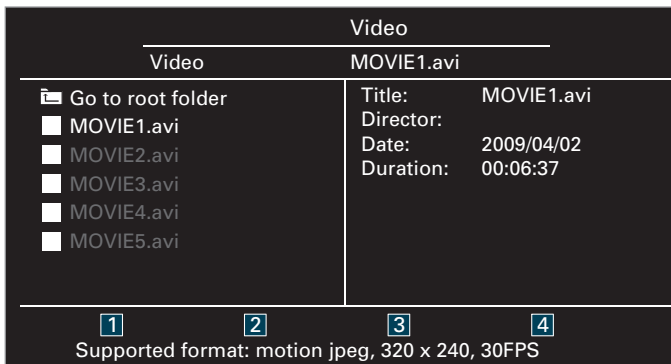 Video
Video MOVIE1.avi
Go to root folder
MOVIE1.avi
MOVIE2.avi
MOVIE3.avi
MOVIE4.avi
MOVIE5.avi
Title: MOVIE1.avi
Director:
Date: 2009/04/02
Duration: 00:06:37
1 2 3 4
Supported format: motion jpeg, 320 x 240, 30FPS